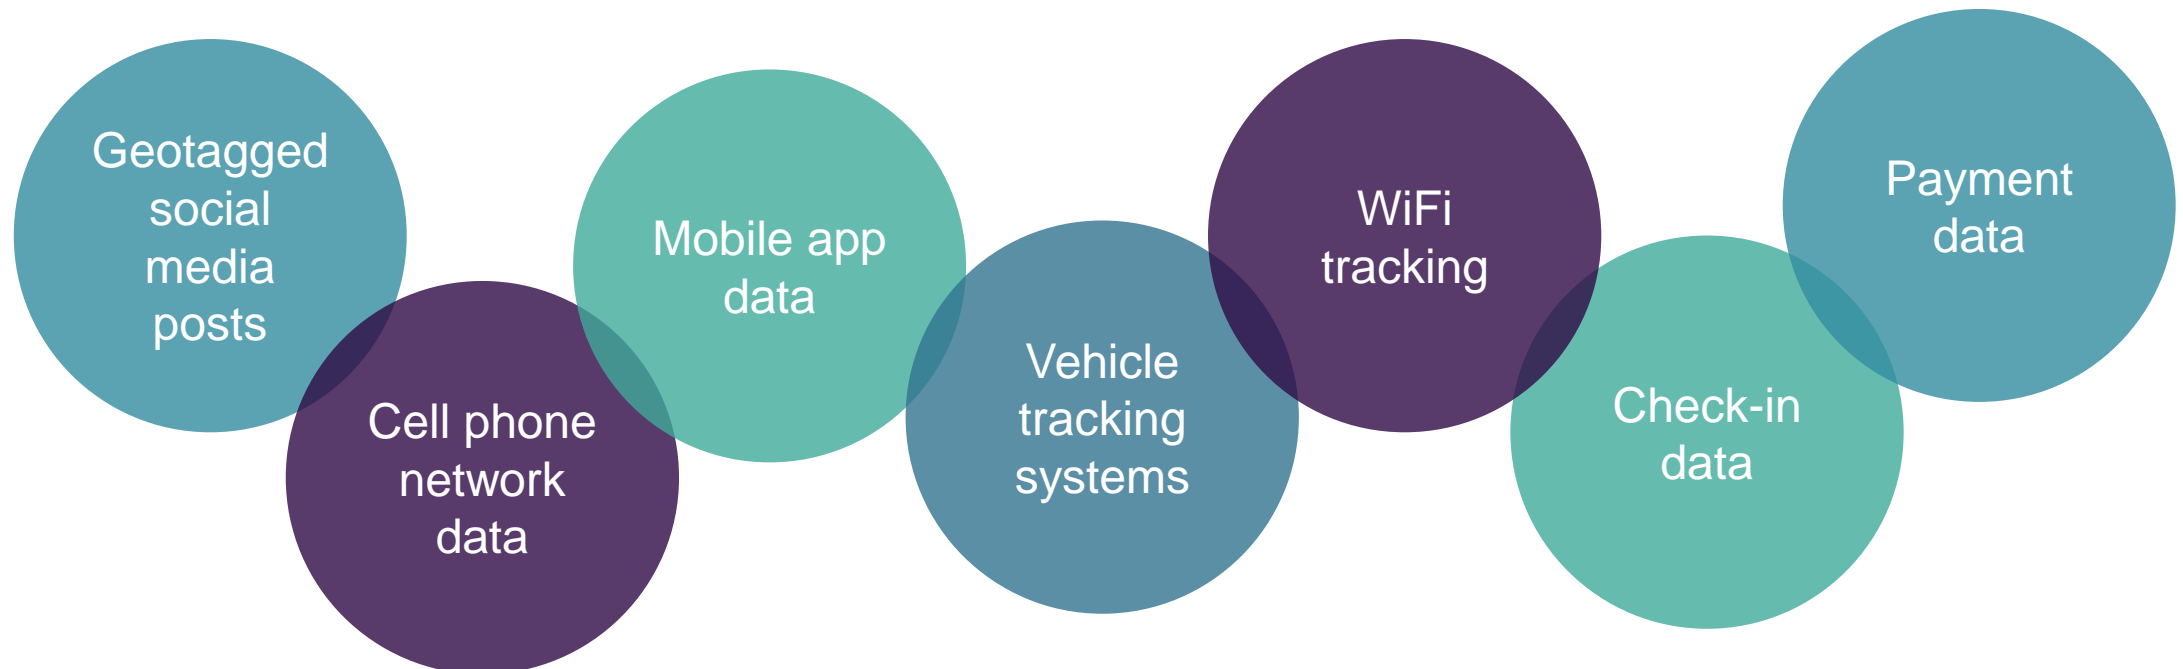 Geotagged
social
media
posts
Cell phone
network
data
Mobile app
data
Vehicle
tracking
systems
WiFi
tracking
Check-in
data
Payment
data